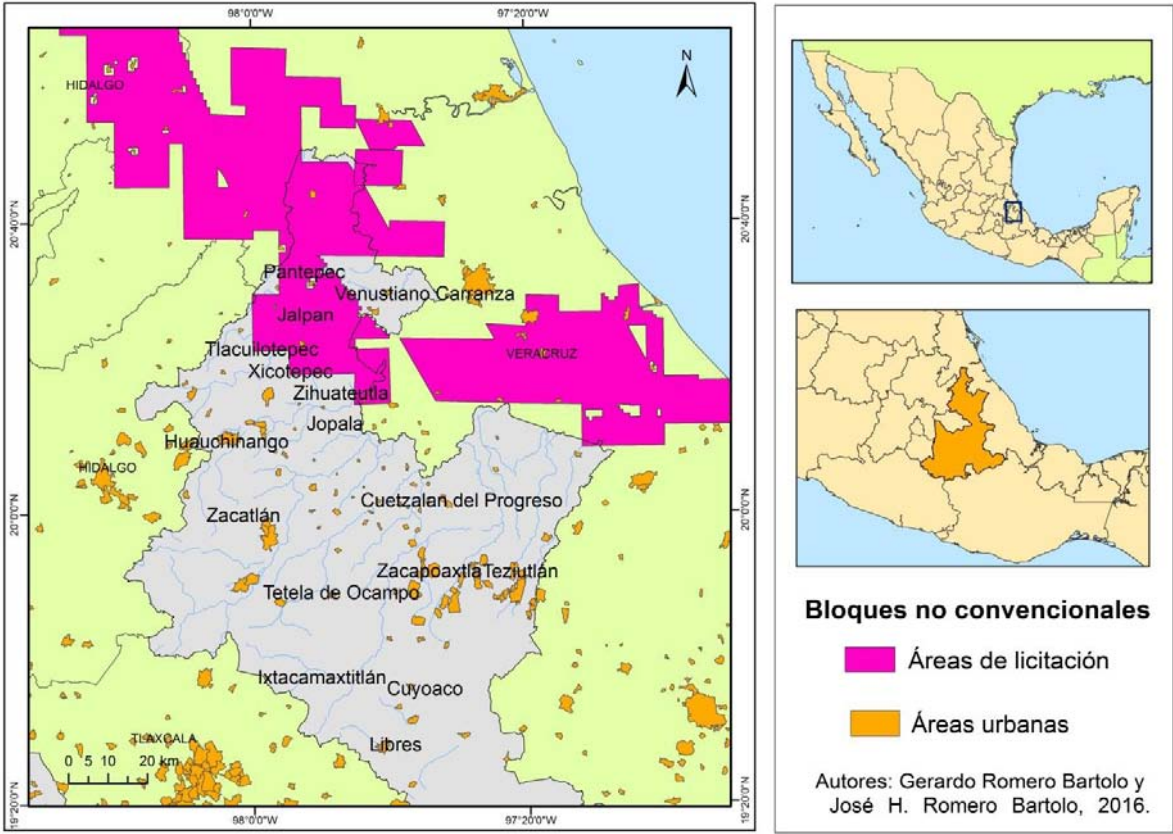 98°0'0"W
97°20'0"W
N
HIDALGO
20°40'0"N
20°40'0"N
Pantepec
Venustiano Carranza
Jalpan
VERACRUZ
Tlacuilotepec
Xicotepec
Zihuateutla
Jopala
Huauchinango
HIDALGO
Cuetzalan del Progreso
20°0'0"N
20°0'0"N
Zacatlán
Zacapoaxtla
Teziutlán
Tetela de Ocampo
Ixtacamaxtitlán
Cuyoaco
TLAXCALA
Libres
0 5 10 20 km
19°20'0"N
19°20'0"N
98°0'0"W
97°20'0"W
Bloques no convencionales
Áreas de licitación
Áreas urbanas
Autores: Gerardo Romero Bartolo y
José H. Romero Bartolo, 2016.